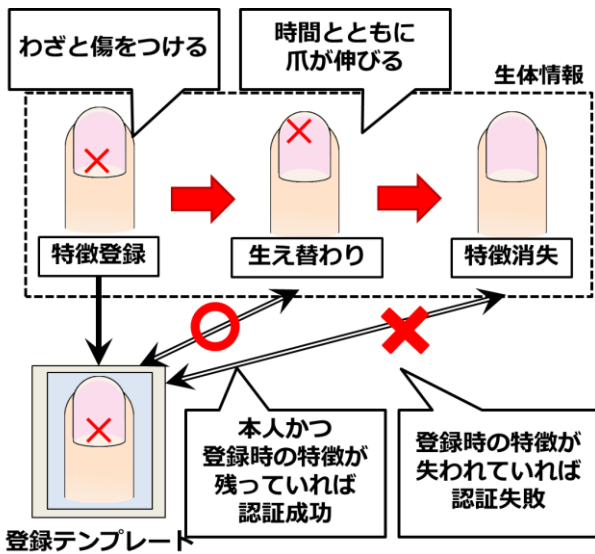 わざと傷をつける
時間とともに
爪が伸びる
生体情報
特徴登録
生え替わり
特徴消失
本人かつ
登録時の特徴が
残っていれば
認証成功
登録時の特徴が
失われていれば
認証失敗
登録テンプレート